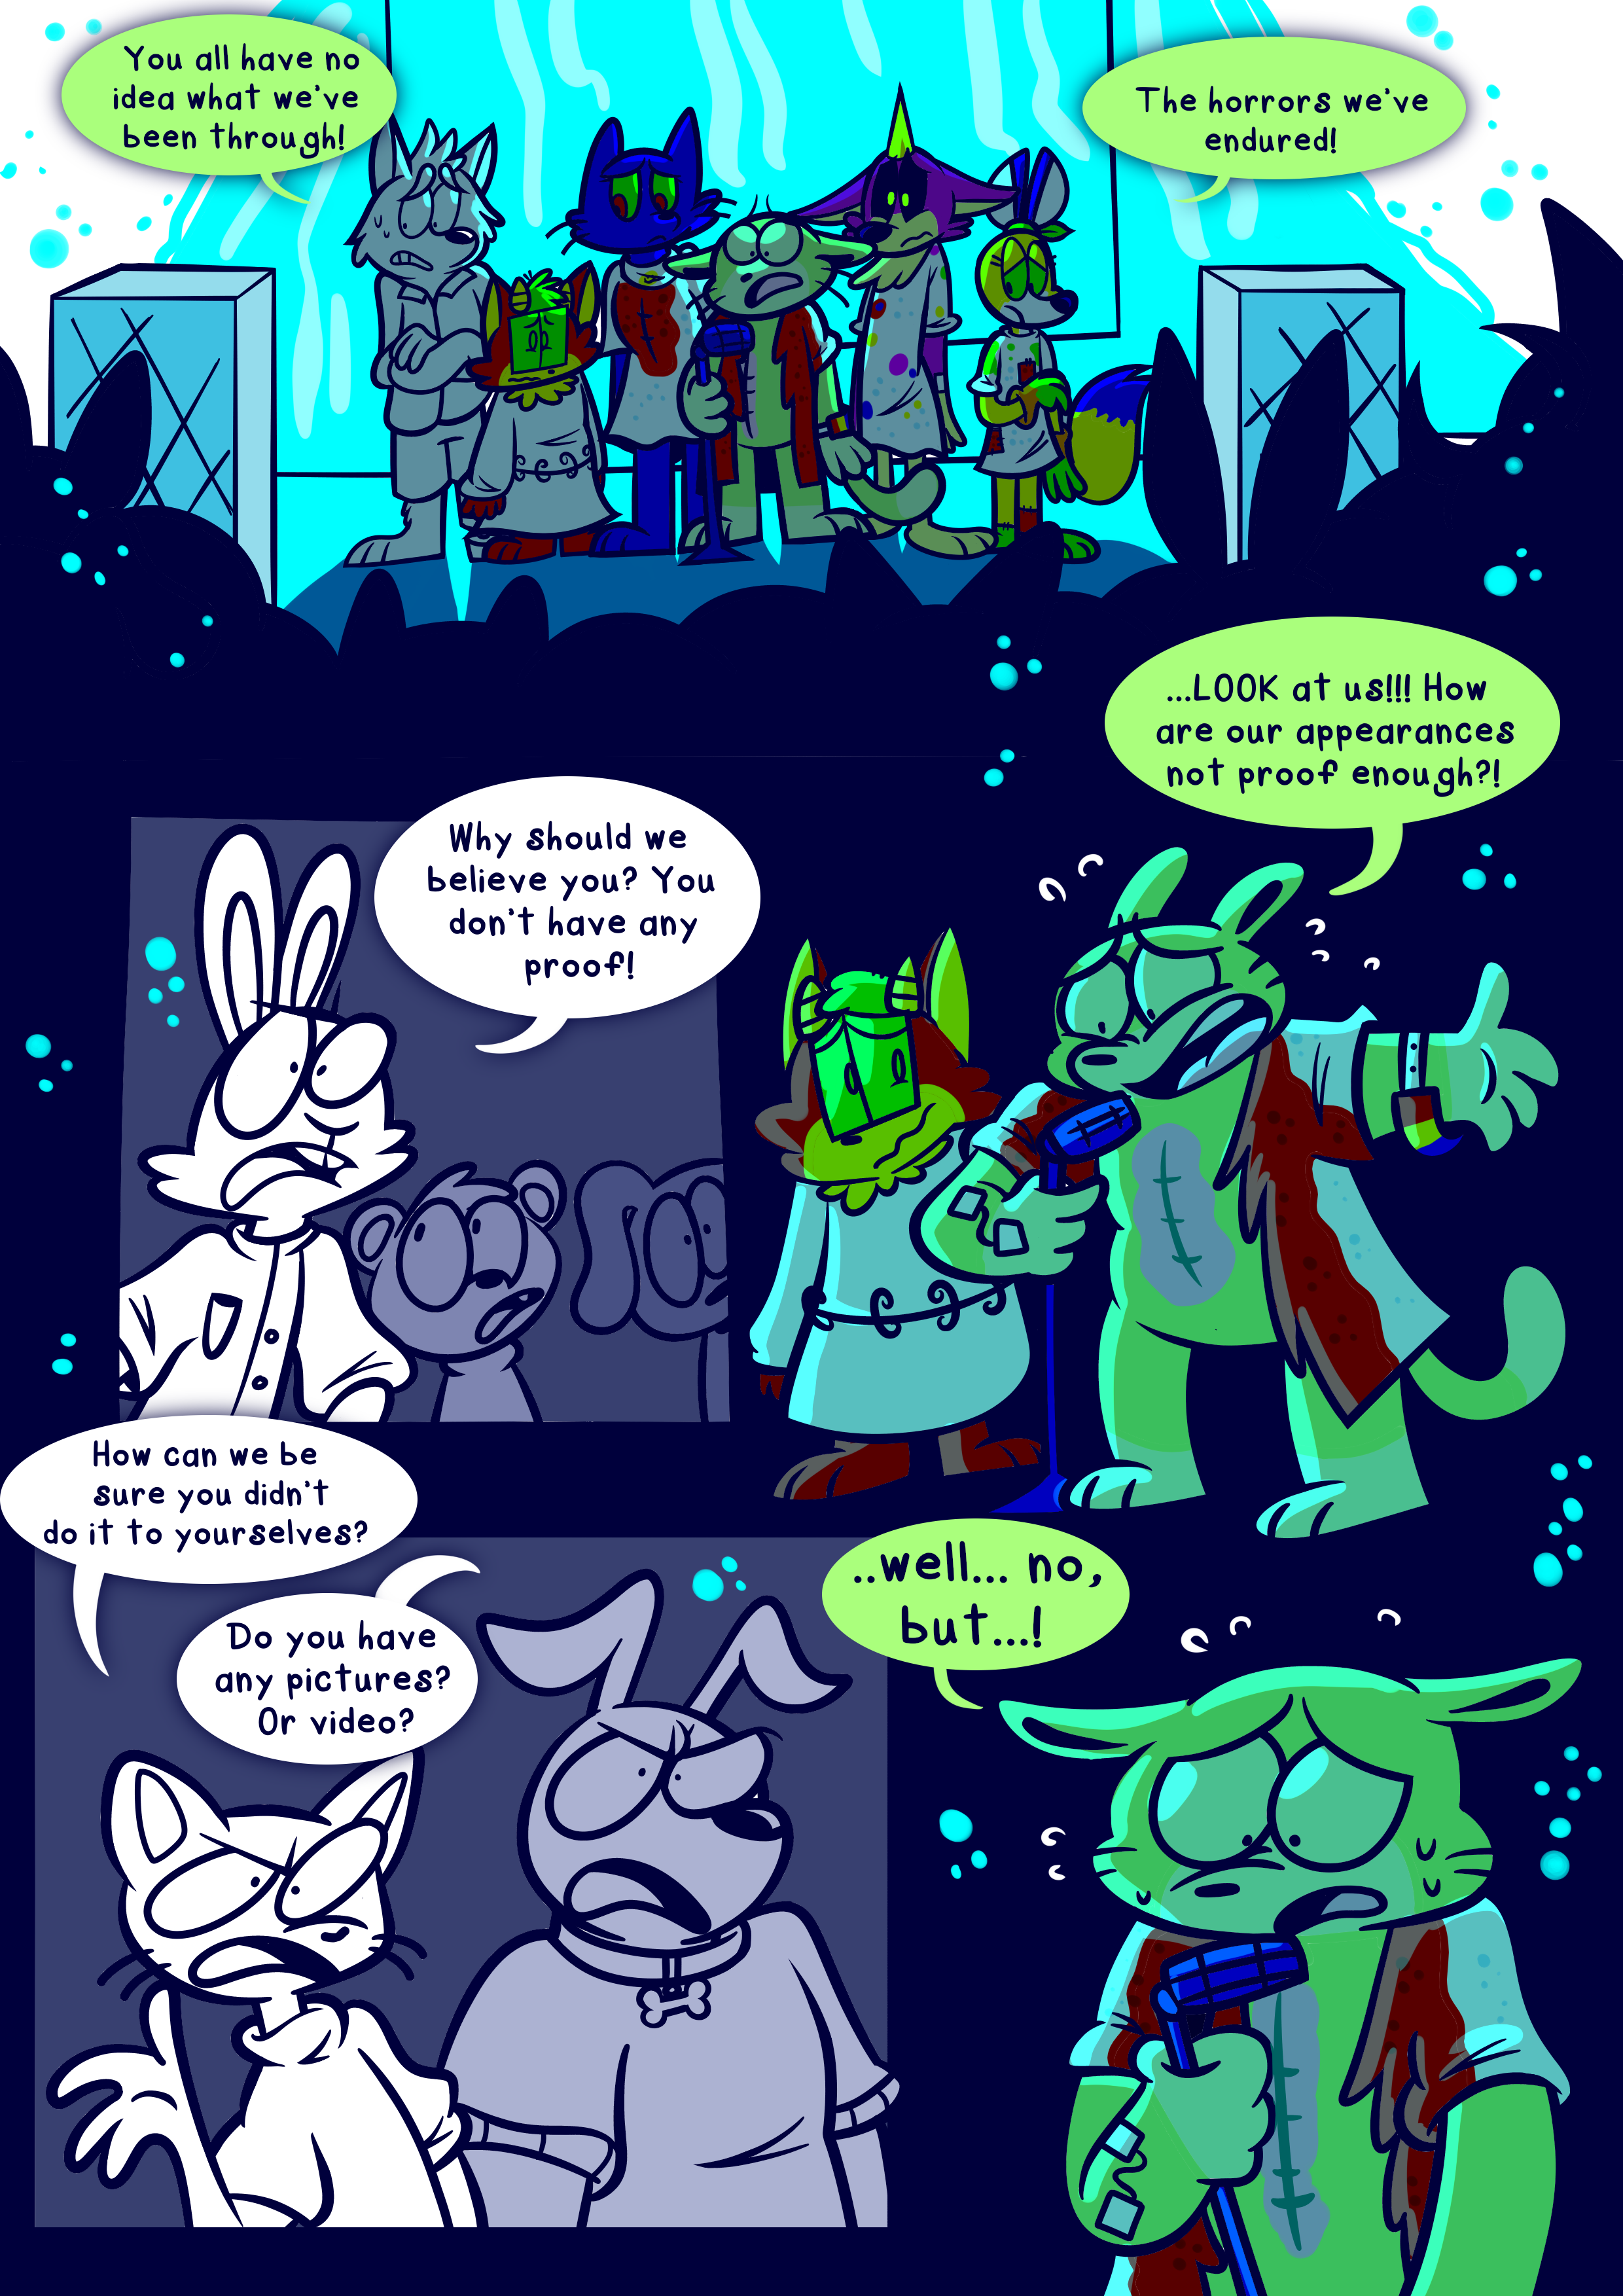 You all have no
idea what we've
been through!
The horrors we've
endured!
...LOOK at us!!! How
are our appearances
not proof enough?!
Why should we
believe you? You
don't have any
proof!
How can we be
sure you didn't
do it to yourselves?
Do you have
any pictures?
Or video?
..well... no,
but...!